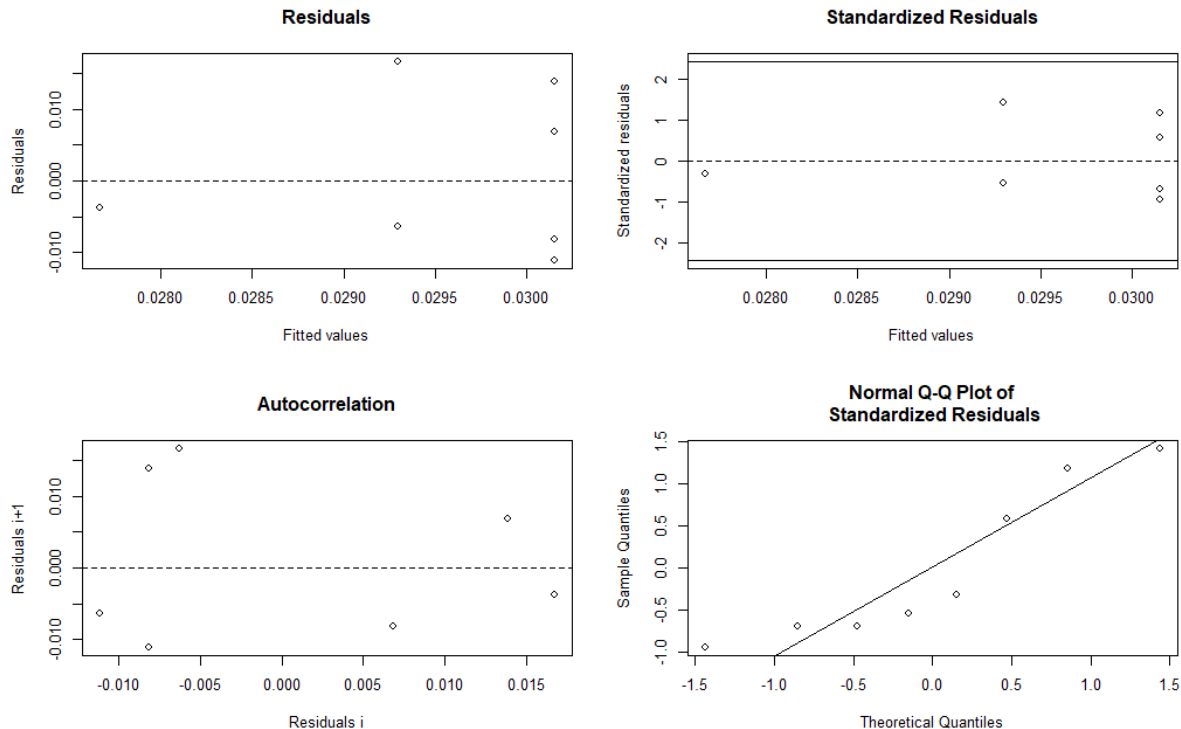 Residuals
Residuals
0.010
0.000
-0.010
0.0280 0.0285 0.0290 0.0295 0.0300
Fitted values
Standardized Residuals
Standardized residuals
2
1
0
-1
-2
0.0280 0.0285 0.0290 0.0295 0.0300
Fitted values
Autocorrelation
Residuals i+1
0.010
0.000
-0.010
-0.010 -0.005 0.000 0.005 0.010 0.015
Residuals i
Normal Q-Q Plot of
Standardized Residuals
Sample Quantiles
1.5
1.0
0.5
0.0
-0.5
-1.0
-1.5 -1.0 -0.5 0.0 0.5 1.0 1.5
Theoretical Quantiles